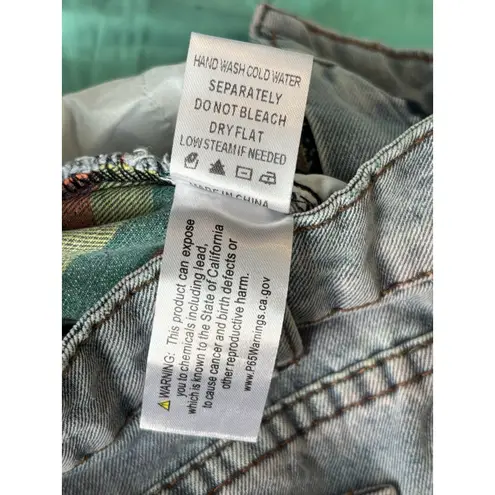 HAND WASH COLD WATER
SEPARATELY
DO NOT BLEACH
DRY FLAT
LOW STEAM IF NEEDED
MADE IN CHINA
WARNING: This product can expose
you to chemicals including lead,
which is known to the State of California
to cause cancer and birth defects or
other reproductive harm.
www.P65Warnings.ca.gov